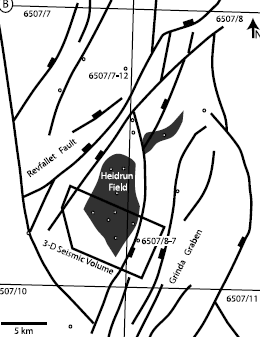 B
6507/7
6507/8
N
6507/7-12
Revfallet Fault
Heidrun
Field
6507/8-7
3-D Seismic Volume
Grinda Graben
507/10
6507/11
5 km